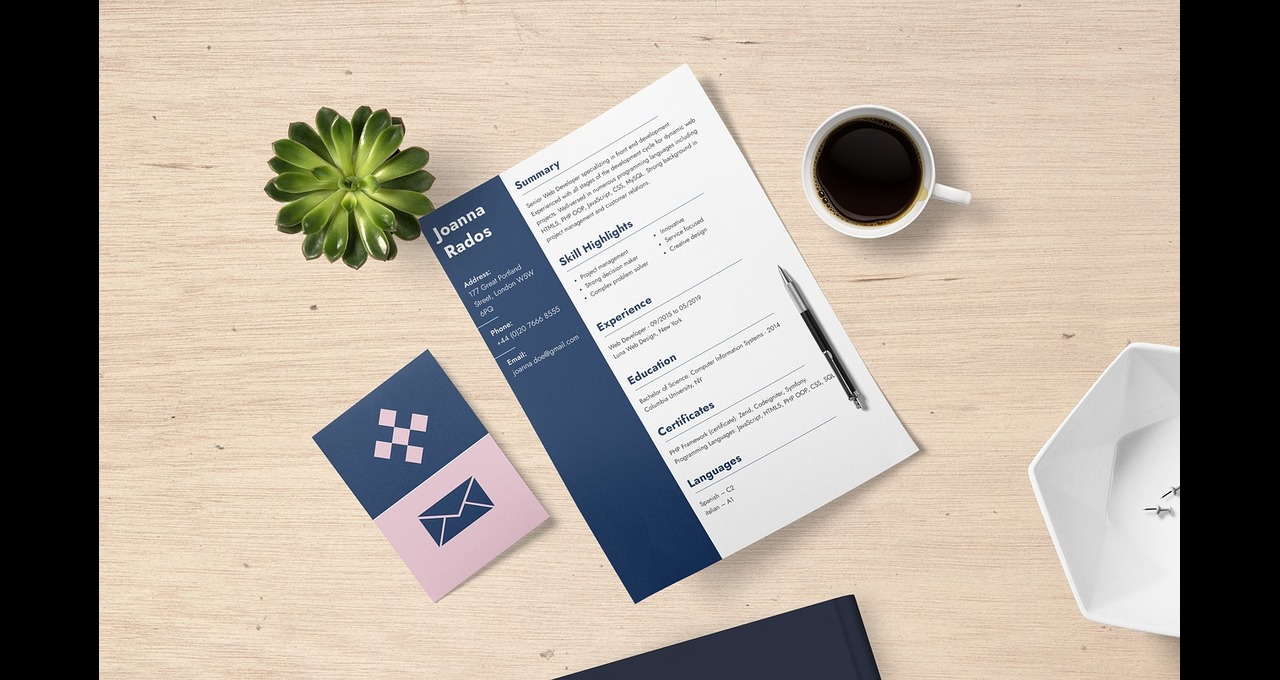 Joanna
Rados
Address:
177 Great Portland
Street, London W5W
6PQ
Phone:
+44 (0)20 7666 8555
Email:
joanna.doe@gmail.com
Summary
Senior Web Developer specializing in front end development.
Experienced with all stages of the development cycle for dynamic web
projects. Well-versed in numerous programming languages including
HTML5, PHP OOP, JavaScript, CSS, MySQL. Strong background in
project management and customer relations.
Skill Highlights
• Project management
• Strong decision maker
• Complex problem solver
• Innovative
• Service focused
• Creative design
Experience
Web Developer - 09/2015 to 05/2019
Luna Web Design, New York
Education
Bachelor of Science: Computer Information Systems - 2014
Columbia University, NY
Certificates
PHP Framework (certificate): Zend, Codeigniter, Symfony.
Programming Languages: JavaScript, HTML5, PHP OOP, CSS, SQL
Languages
Spanish – C2
Italian – A1